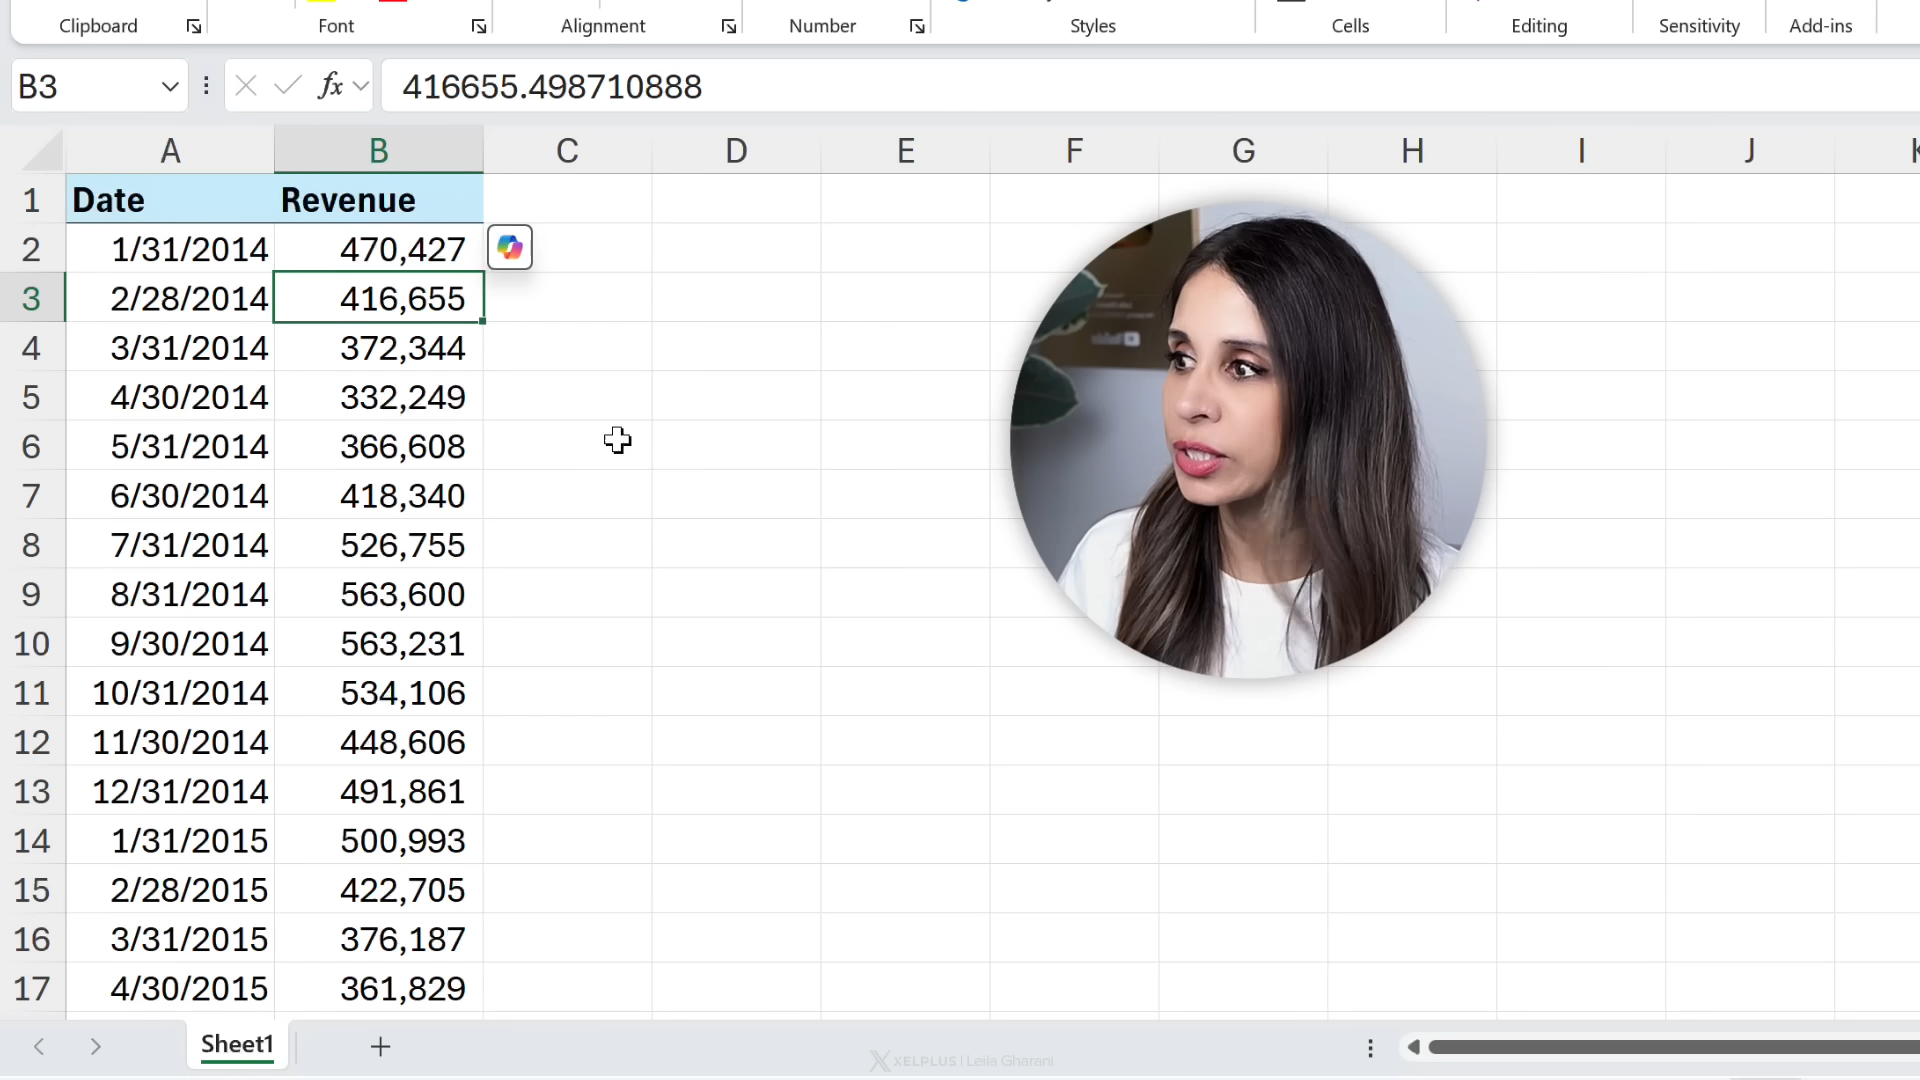 Clipboard Font Alignment Number Styles Cells Editing Sensitivity Add-ins
B3 fx 416655.498710888
A B C D E F G H I J K
1 Date Revenue
2 1/31/2014 470,427
3 2/28/2014 416,655
4 3/31/2014 372,344
5 4/30/2014 332,249
6 5/31/2014 366,608
7 6/30/2014 418,340
8 7/31/2014 526,755
9 8/31/2014 563,600
10 9/30/2014 563,231
11 10/31/2014 534,106
12 11/30/2014 448,606
13 12/31/2014 491,861
14 1/31/2015 500,993
15 2/28/2015 422,705
16 3/31/2015 376,187
17 4/30/2015 361,829
Sheet1
XELPLUS | Leila Gharani